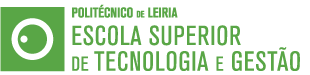 POLITÉCNICO DE LEIRIA
ESCOLA SUPERIOR
DE TECNOLOGIA E GESTÃO